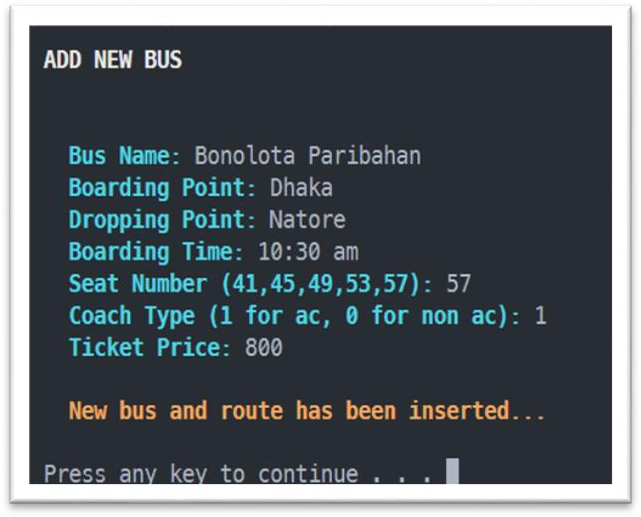 ADD NEW BUS
Bus Name: Bonolota Paribahan
Boarding Point: Dhaka
Dropping Point: Natore
Boarding Time: 10:30 am
Seat Number (41,45,49,53,57): 57
Coach Type (1 for ac, 0 for non ac): 1
Ticket Price: 800
New bus and route has been inserted...
Press any key to continue . . .